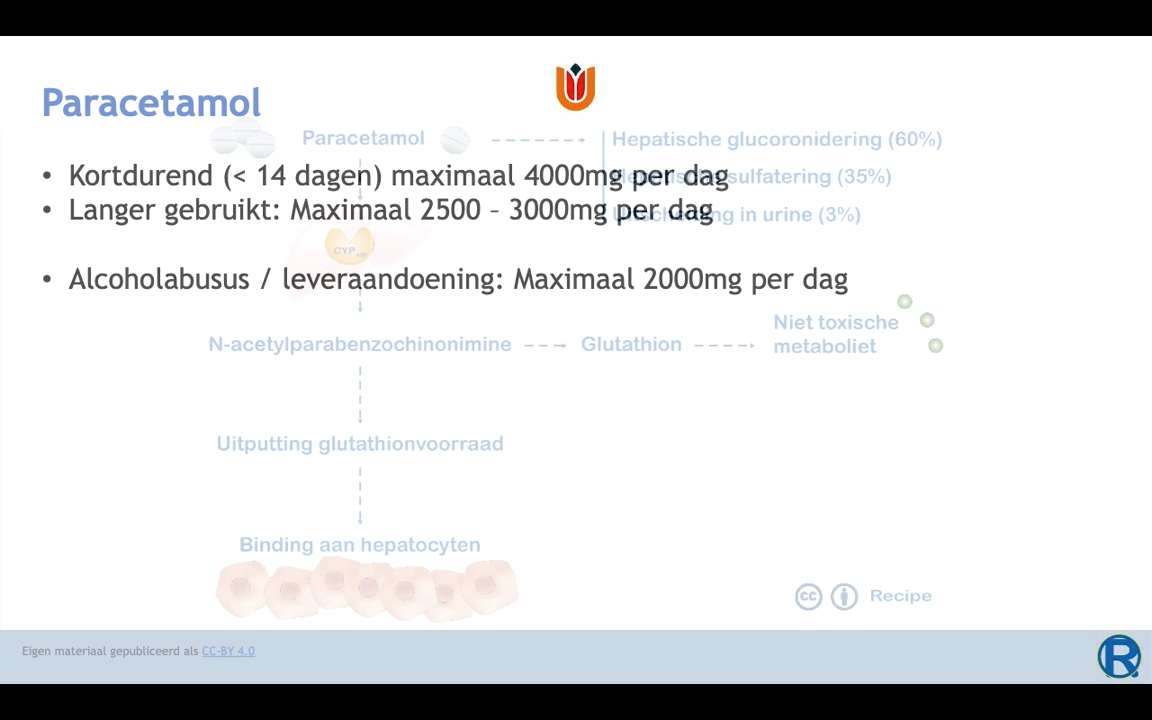 Paracetamol
Paracetamol
Hepatische glucoronidering (60%)
• Kortdurend (< 14 dagen) maximaal 4000mg per dag
sulfatering (35%)
• Langer gebruikt: Maximaal 2500 – 3000mg per dag
in urine (3%)
CYP
• Alcoholabusus / leveraandoening: Maximaal 2000mg per dag
Niet toxische
metaboliet
N-acetylparabenzochinonimine
Glutathion
Uitputting glutathionvoorraad
Binding aan hepatocyten
cc
Recipe
Eigen materiaal gepubliceerd als CC-BY 4.0
R